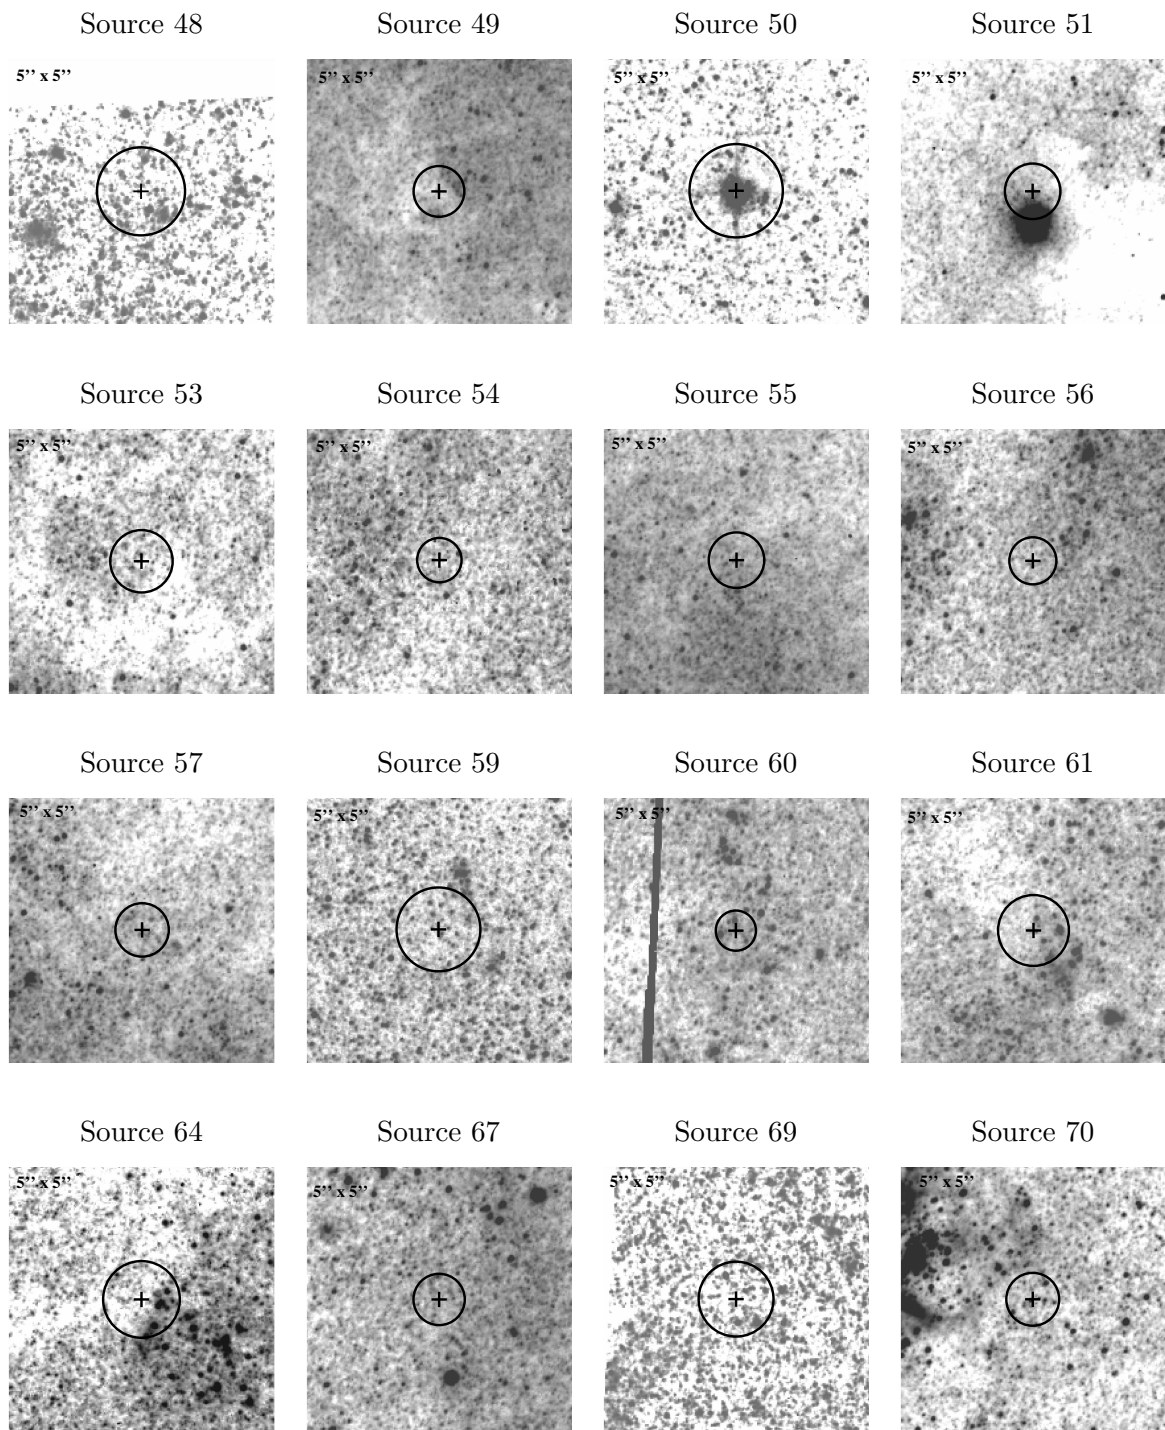 Source 48
Source 49
Source 50
Source 51
5” x 5”
5” x 5”
5” x 5”
5” x 5”
Source 53
Source 54
Source 55
Source 56
5” x 5”
5” x 5”
5” x 5”
5” x 5”
Source 57
Source 59
Source 60
Source 61
5” x 5”
5” x 5”
5” x 5”
5” x 5”
Source 64
Source 67
Source 69
Source 70
5” x 5”
5” x 5”
5” x 5”
5” x 5”